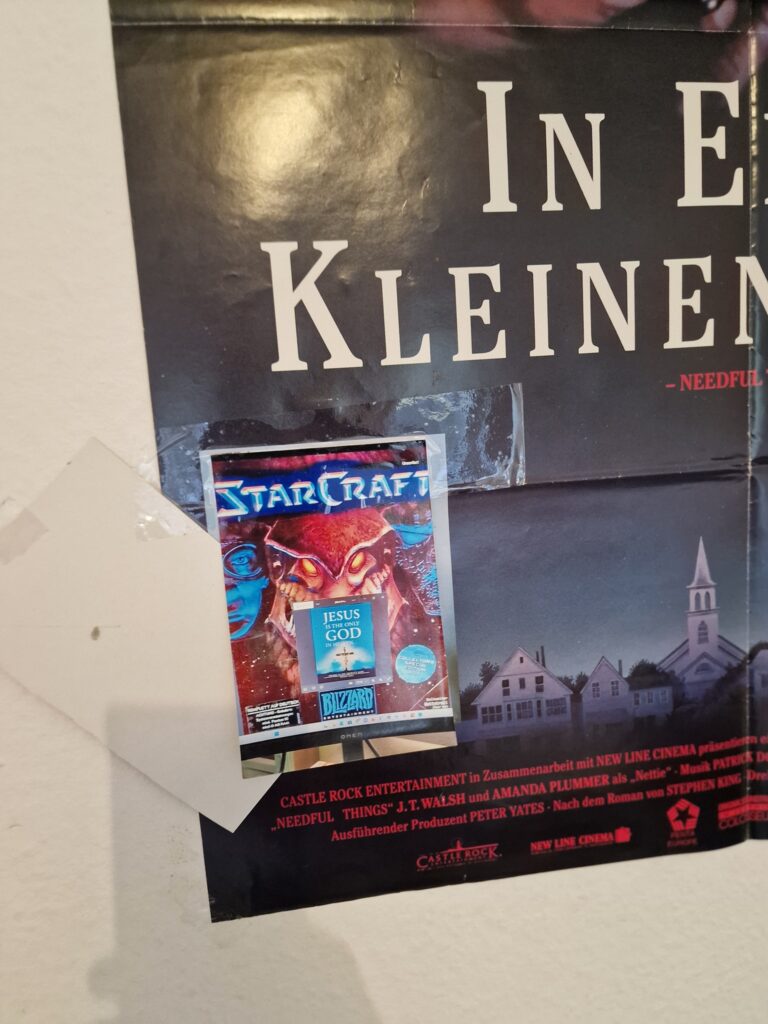 IN E
KLEINEN
– NEEDFUL
STARCRAFT
JESUS
IS THE ONLY
GOD
BLIZZARD
ENTERTAINMENT
OMEN
CASTLE ROCK ENTERTAINMENT in Zusammenarbeit mit NEW LINE CINEMA präsentieren
„NEEDFUL THINGS“ J.T. WALSH und AMANDA PLUMMER als „Nettie“ · Musik PATRICK
Ausführender Produzent PETER YATES · Nach dem Roman von STEPHEN KING
CASTLE ROCK
ENTERTAINMENT
NEW LINE CINEMA
EUROPE